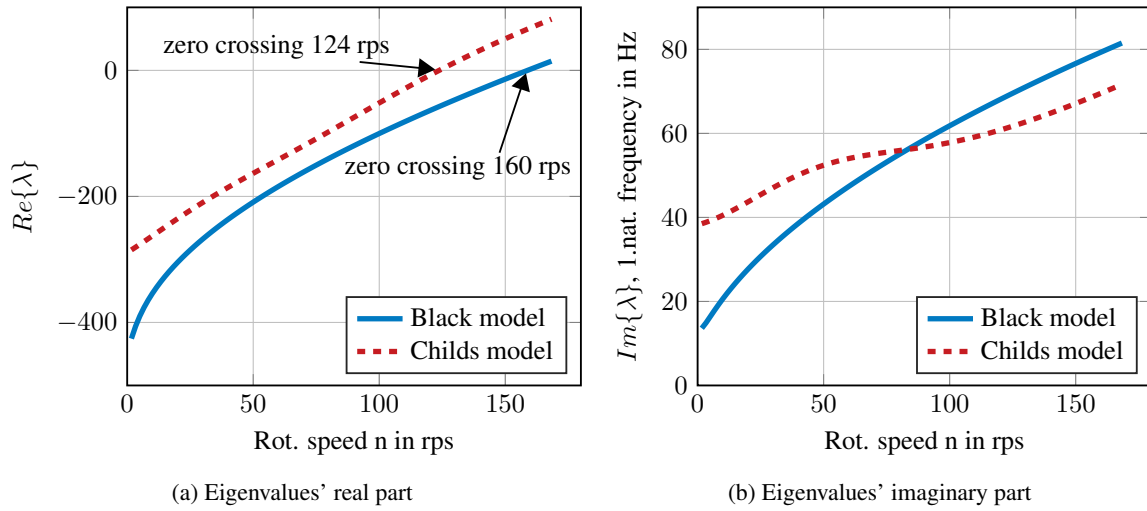 zero crossing 124 rps
zero crossing 160 rps
0
−200
−400
Re{λ}
Black model
Childs model
0 50 100 150
Rot. speed n in rps
(a) Eigenvalues’ real part
80
60
40
20
0
Im{λ}, 1.nat. frequency in Hz
Black model
Childs model
0 50 100 150
Rot. speed n in rps
(b) Eigenvalues’ imaginary part